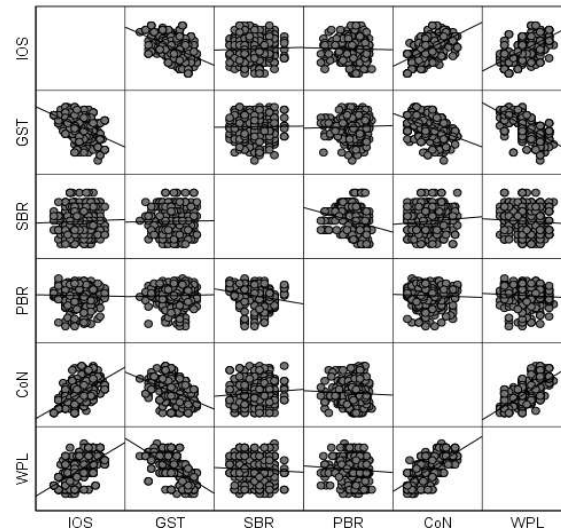 IOS
GST
SBR
PBR
CoN
WPL
IOS GST SBR PBR CoN WPL